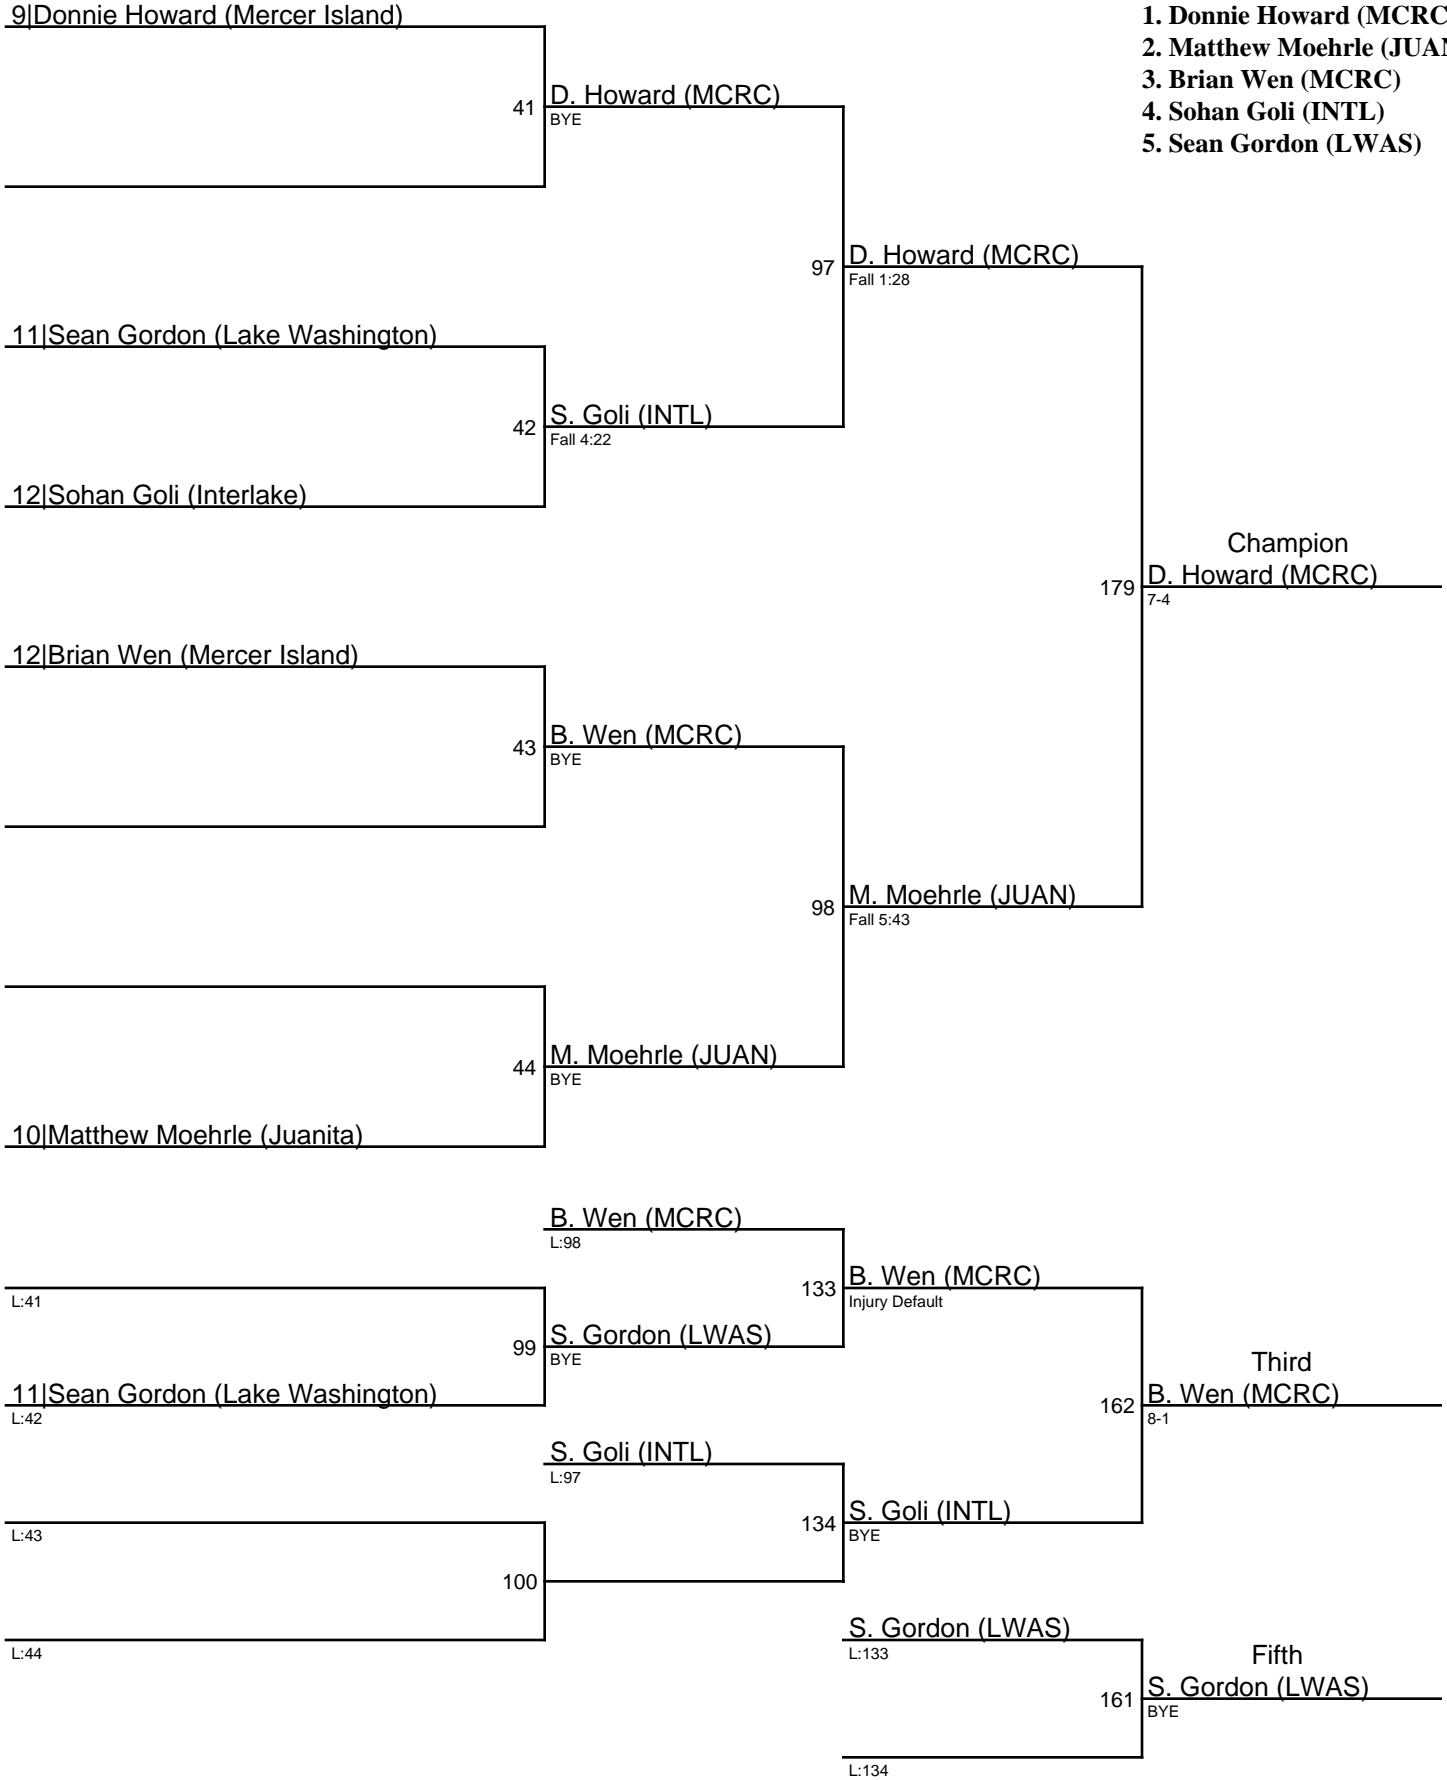 9|Donnie Howard (Mercer Island)
1. Donnie Howard (MCRC
2. Matthew Moehrle (JUAN
3. Brian Wen (MCRC)
4. Sohan Goli (INTL)
5. Sean Gordon (LWAS)
41
D. Howard (MCRC)
BYE
97
D. Howard (MCRC)
Fall 1:28
11|Sean Gordon (Lake Washington)
42
S. Goli (INTL)
Fall 4:22
12|Sohan Goli (Interlake)
Champion
179
D. Howard (MCRC)
7-4
12|Brian Wen (Mercer Island)
43
B. Wen (MCRC)
BYE
98
M. Moehrle (JUAN)
Fall 5:43
44
M. Moehrle (JUAN)
BYE
10|Matthew Moehrle (Juanita)
B. Wen (MCRC)
L:98
133
B. Wen (MCRC)
Injury Default
L:41
99
S. Gordon (LWAS)
BYE
11|Sean Gordon (Lake Washington)
L:42
Third
162
B. Wen (MCRC)
8-1
S. Goli (INTL)
L:97
134
S. Goli (INTL)
BYE
L:43
100
L:44
S. Gordon (LWAS)
L:133
Fifth
161
S. Gordon (LWAS)
BYE
L:134